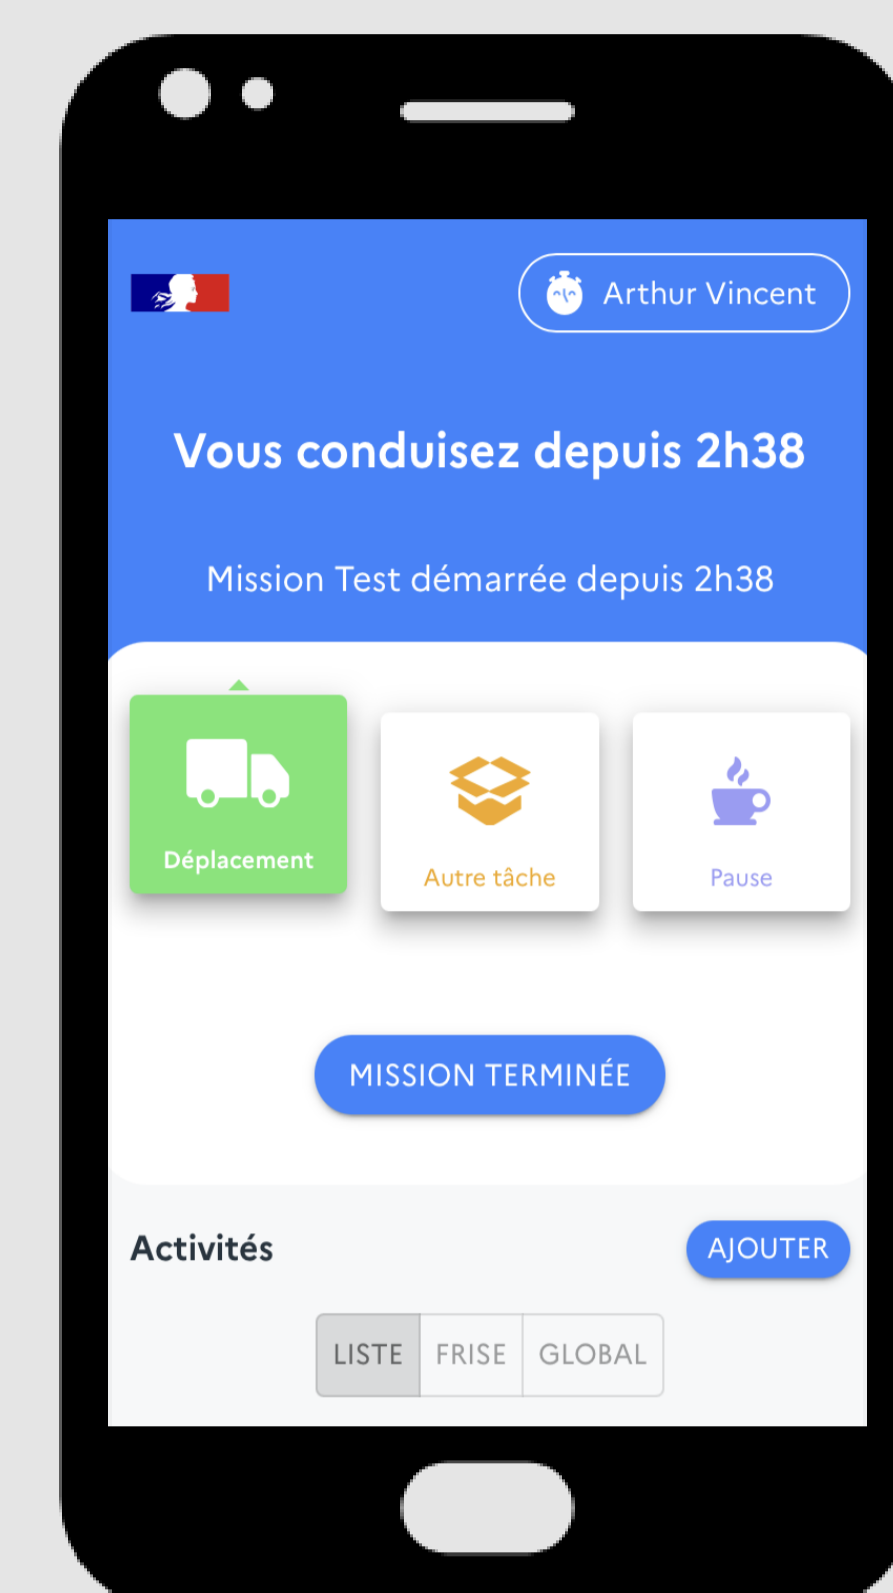 Arthur Vincent
Vous conduisez depuis 2h38
Mission Test démarrée depuis 2h38
Déplacement
Autre tâche
Pause
MISSION TERMINÉE
Activités
AJOUTER
LISTE FRISE GLOBAL